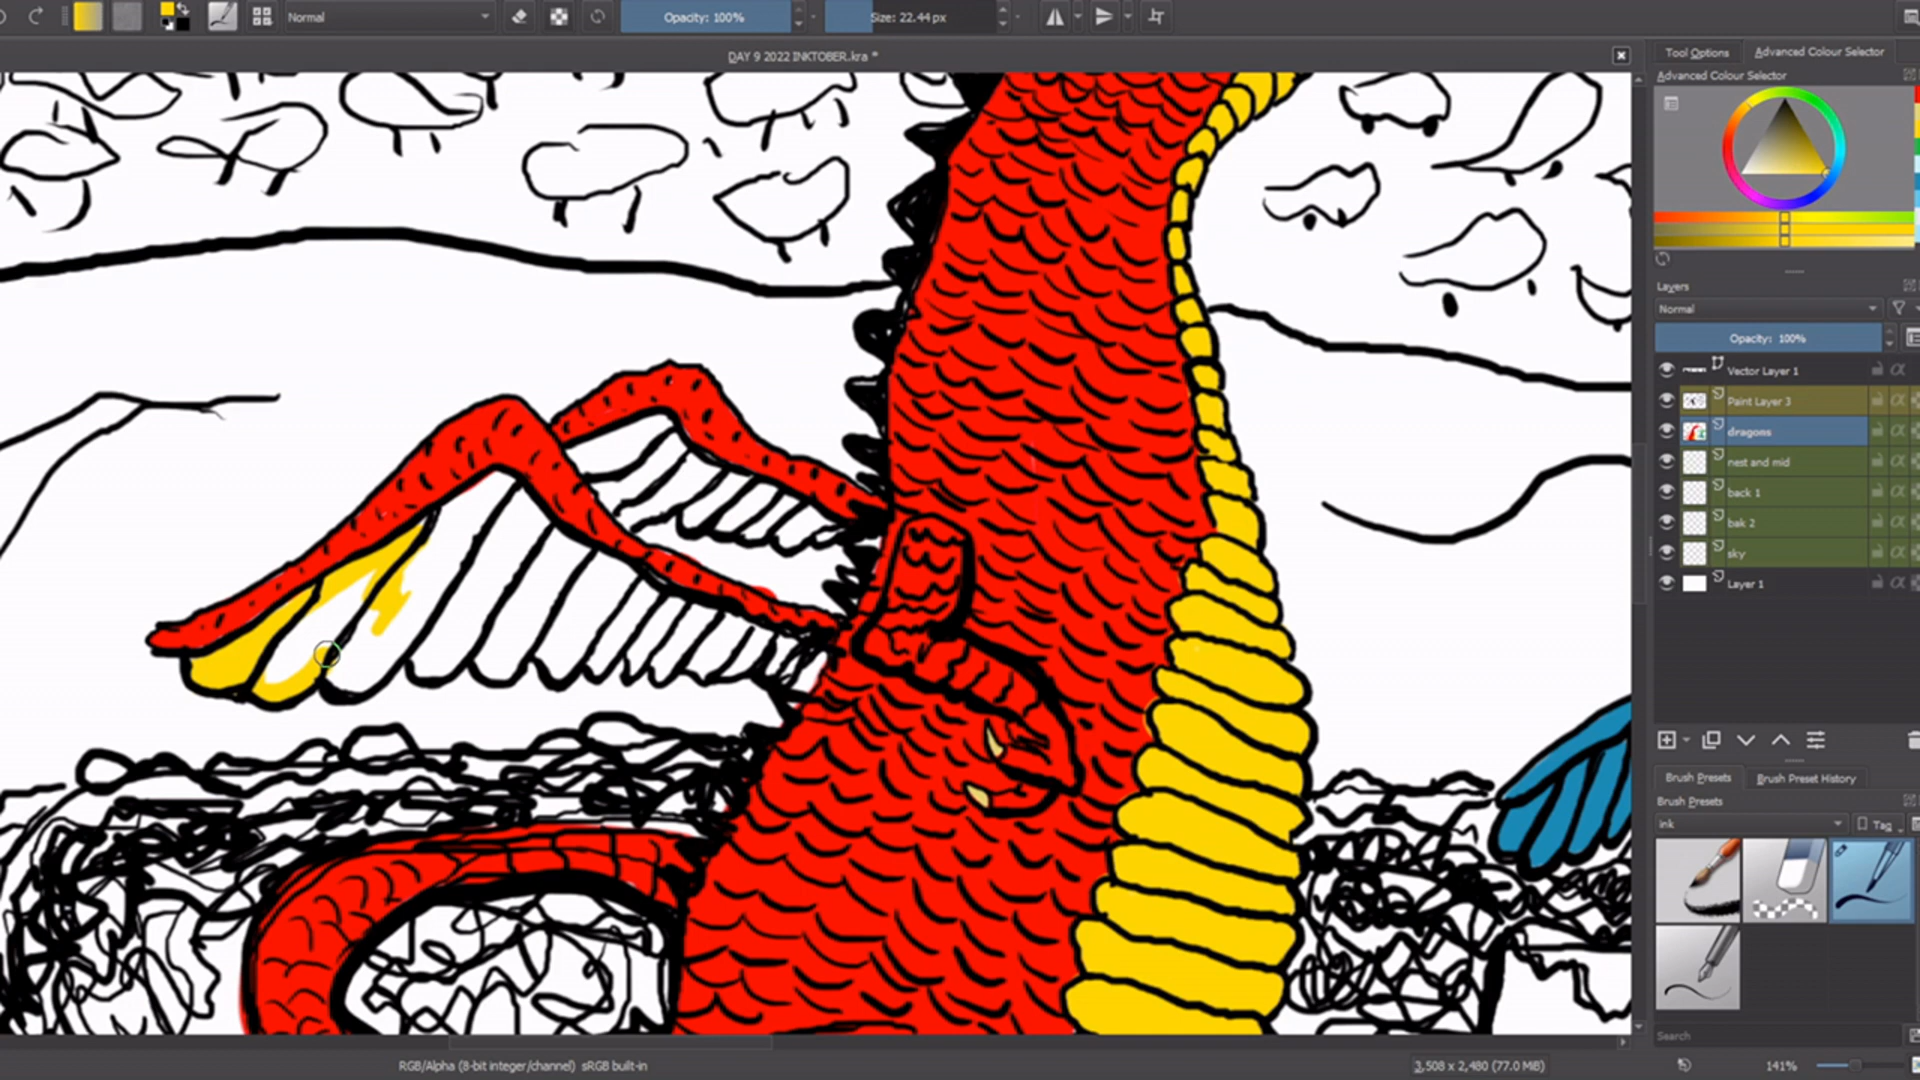 Normal
Opacity: 100%
Size: 22.44 px
DAY 9 2022 INKTOBER.kra *
Tool Options
Advanced Colour Selector
Advanced Colour Selector
Layers
Normal
Opacity: 100%
Vector Layer 1
Paint Layer 3
dragons
nest and mid
back 1
bak 2
sky
Layer 1
Brush Presets
Brush Preset History
Brush Presets
Ink
Tag
Search
RGB/Alpha (8-bit integer/channel) sRGB built-in
3,508 x 2,480 (77.0 MiB)
141%